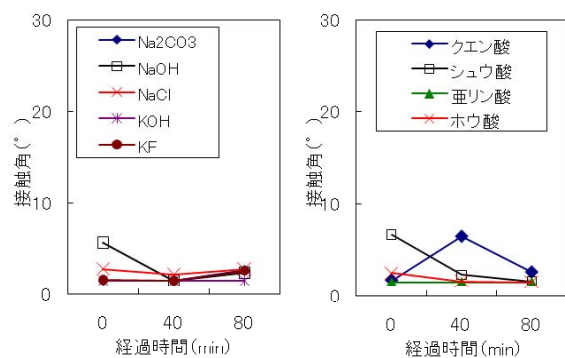 30
20
10
0
接触角(°)
Na2CO3
NaOH
NaCl
KOH
KF
0
40
80
経過時間(min)
30
20
10
0
接触角(°)
クエン酸
シュウ酸
亜リン酸
ホウ酸
0
40
80
経過時間(min)